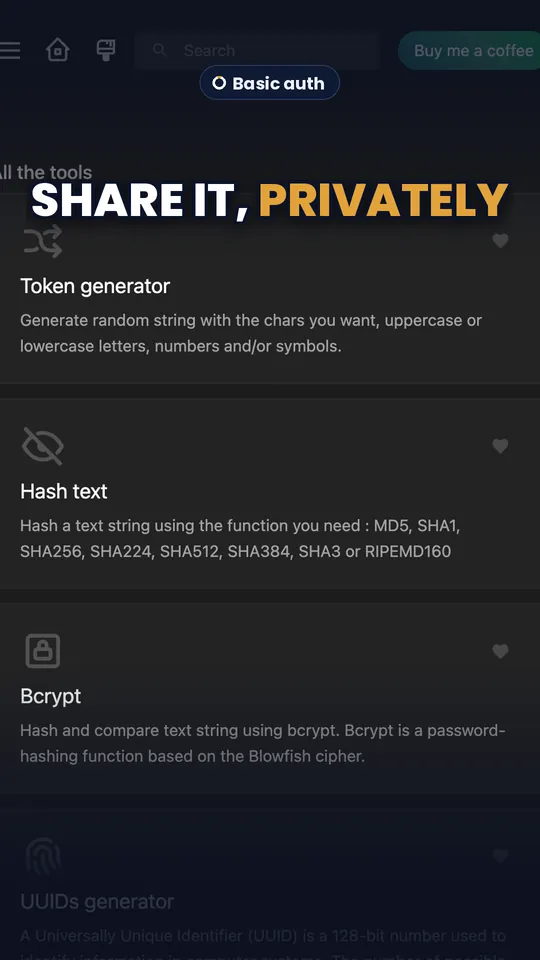 Search
Buy me a coffee
Basic auth
ll the tools
SHARE IT, PRIVATELY
Token generator
Generate random string with the chars you want, uppercase or
lowercase letters, numbers and/or symbols.
Hash text
Hash a text string using the function you need : MD5, SHA1,
SHA256, SHA224, SHA512, SHA384, SHA3 or RIPEMD160
Bcrypt
Hash and compare text string using bcrypt. Bcrypt is a password-
hashing function based on the Blowfish cipher.
UUIDs generator
A Universally Unique Identifier (UUID) is a 128-bit number used to